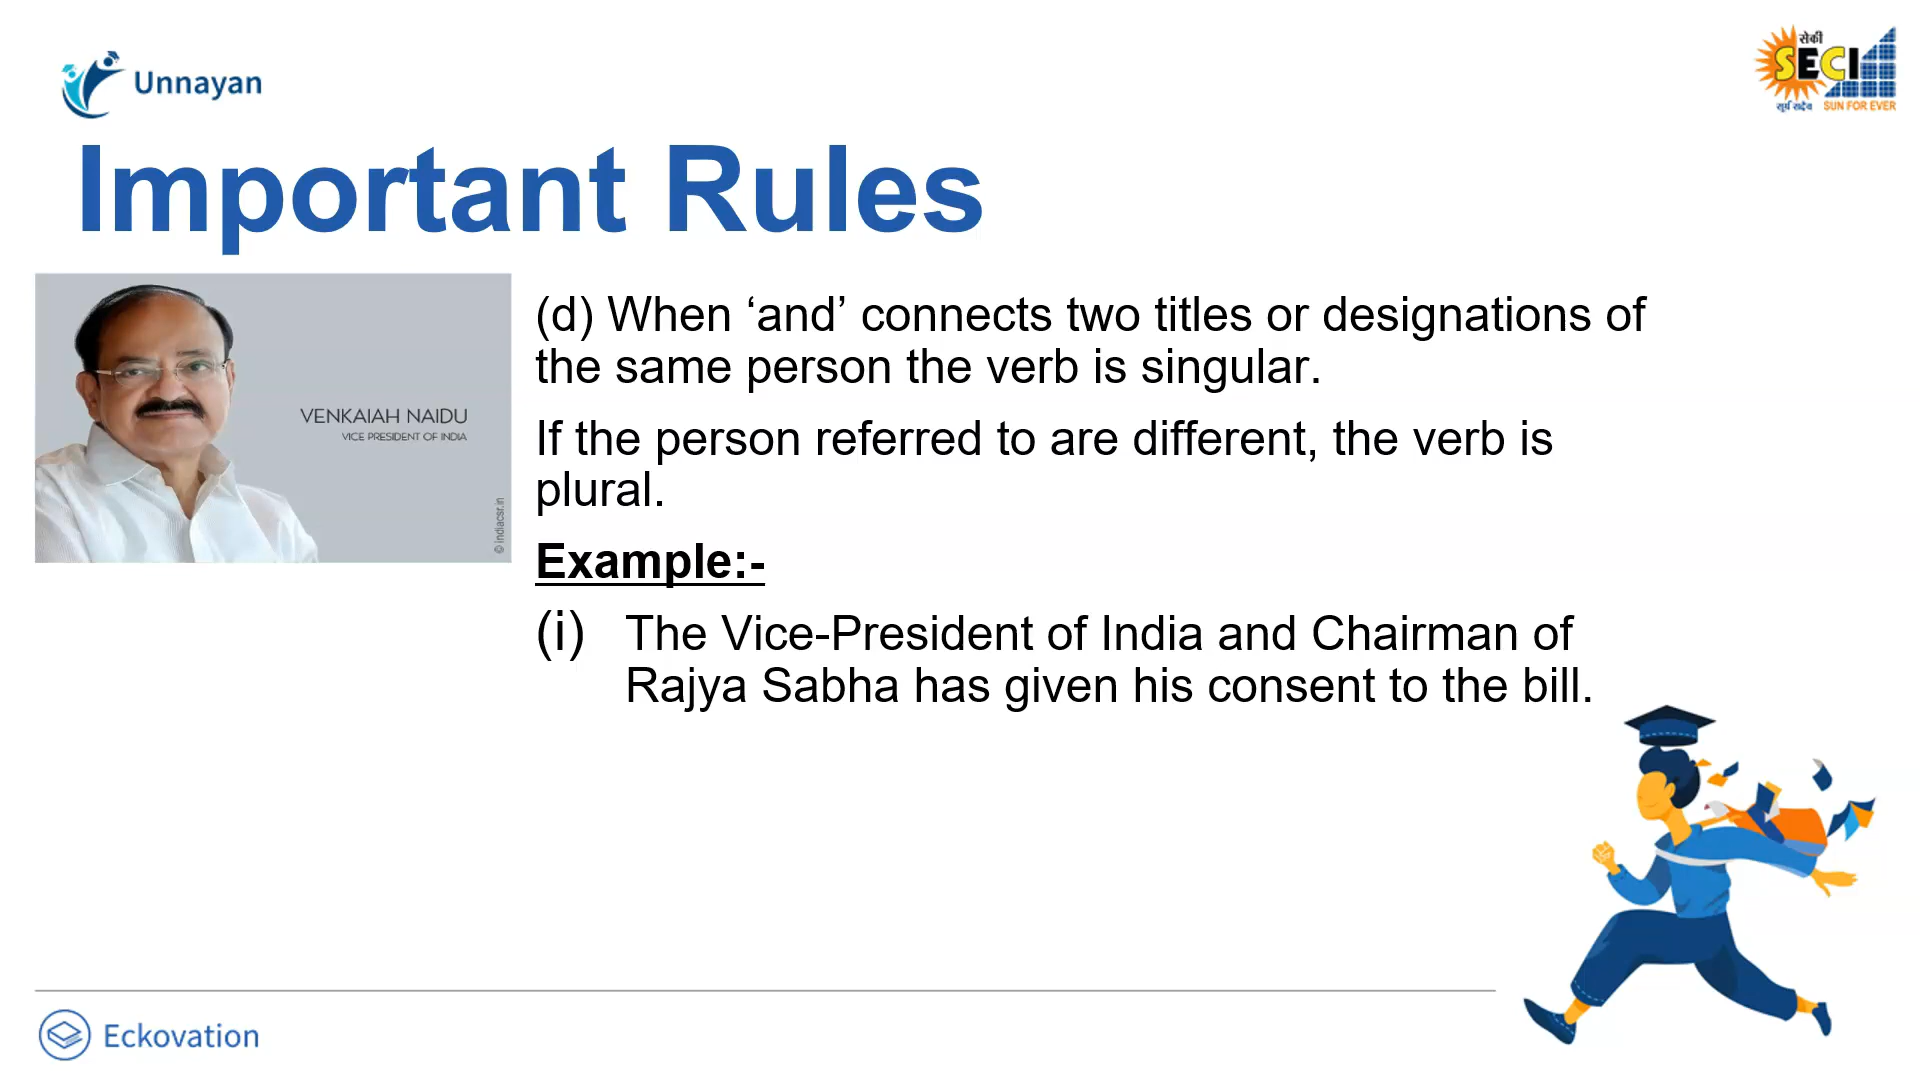 Unnayan
सेकी
SECI
सूर्य सदैव SUN FOR EVER
Important Rules
VENKAIAH NAIDU
VICE PRESIDENT OF INDIA
© indiacsr.in
(d) When ‘and’ connects two titles or designations of
the same person the verb is singular.
If the person referred to are different, the verb is
plural.
Example:-
(i) The Vice-President of India and Chairman of
Rajya Sabha has given his consent to the bill.
Eckovation